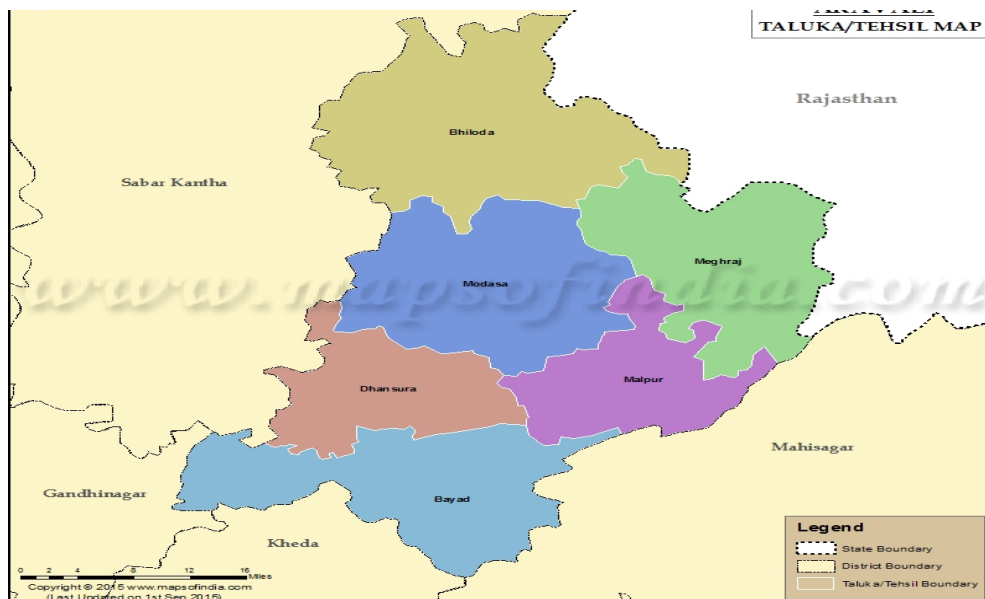 ARAVALI
TALUKA/TEHSIL MAP
Rajasthan
Bhiloda
Sabar Kantha
Meghraj
www.mapsofindia.com
Modasa
Malpur
Dhansura
Mahisagar
Gandhinagar
Bayad
Kheda
Legend
State Boundary
District Boundary
Taluka/Tehsil Boundary
0 2 4 8 12 16
Miles
Copyright © 2015 www.mapsofindia.com
(Last Updated on 1st Sep 2015)